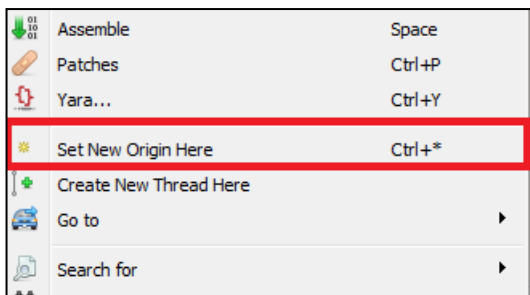 Assemble Space
Patches Ctrl+P
Yara... Ctrl+Y
Set New Origin Here Ctrl+*
Create New Thread Here
Go to
Search for